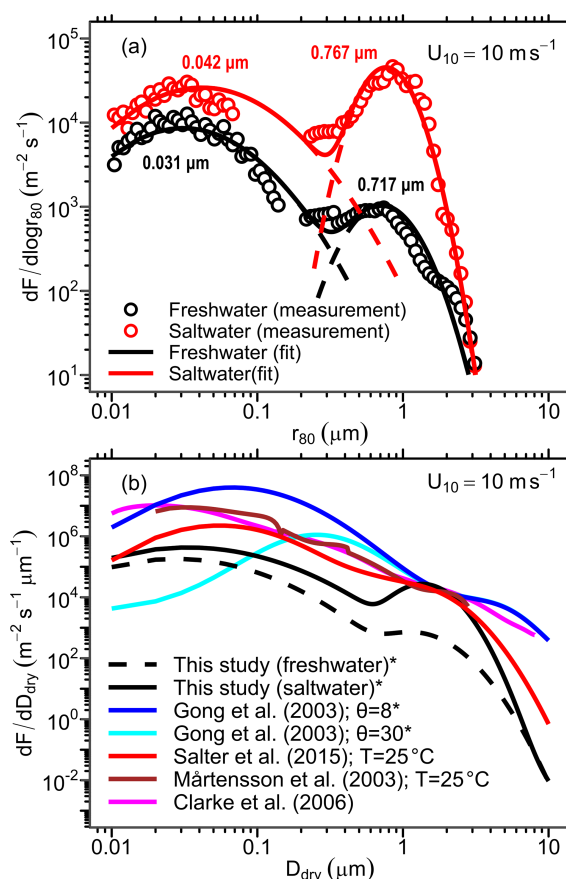 (a)
U₁₀ = 10 m s⁻¹
0.042 µm
0.767 µm
0.031 µm
0.717 µm
Freshwater (measurement)
Saltwater (measurement)
Freshwater (fit)
Saltwater(fit)
dF/dlogr₈₀ (m⁻² s⁻¹)
10⁵
10⁴
10³
10²
10¹
0.01 0.1 1 10
r₈₀ (µm)
(b)
U₁₀ = 10 m s⁻¹
This study (freshwater)*
This study (saltwater)*
Gong et al. (2003); θ=8*
Gong et al. (2003); θ=30*
Salter et al. (2015); T=25°C
Mårtensson et al. (2003); T=25°C
Clarke et al. (2006)
dF/dD_dry (m⁻² s⁻¹ µm⁻¹)
10⁸
10⁶
10⁴
10²
10⁰
10⁻²
0.01 0.1 1 10
D_dry (µm)